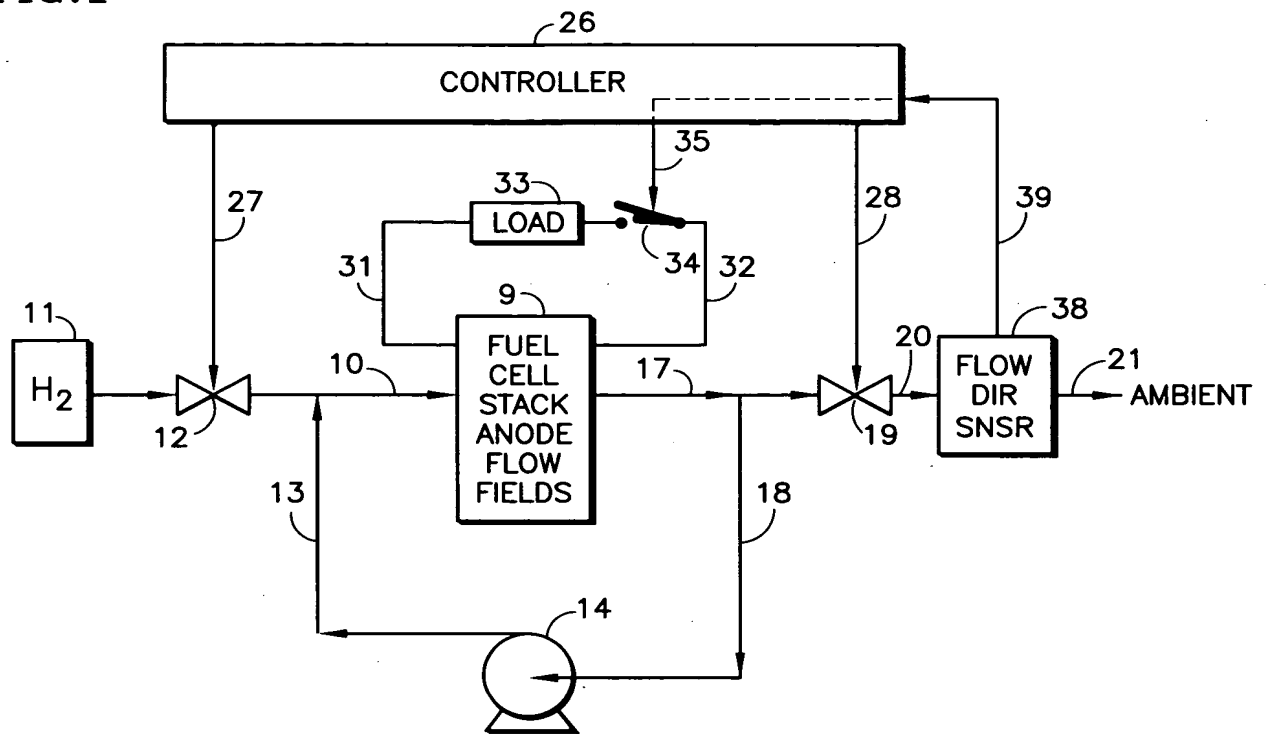 26
CONTROLLER
35
33
27
LOAD
28
39
34
31
32
9
38
11
10
FUEL
CELL
STACK
ANODE
FLOW
FIELDS
17
20
FLOW
DIR
SNSR
21
H2
AMBIENT
12
19
13
18
14